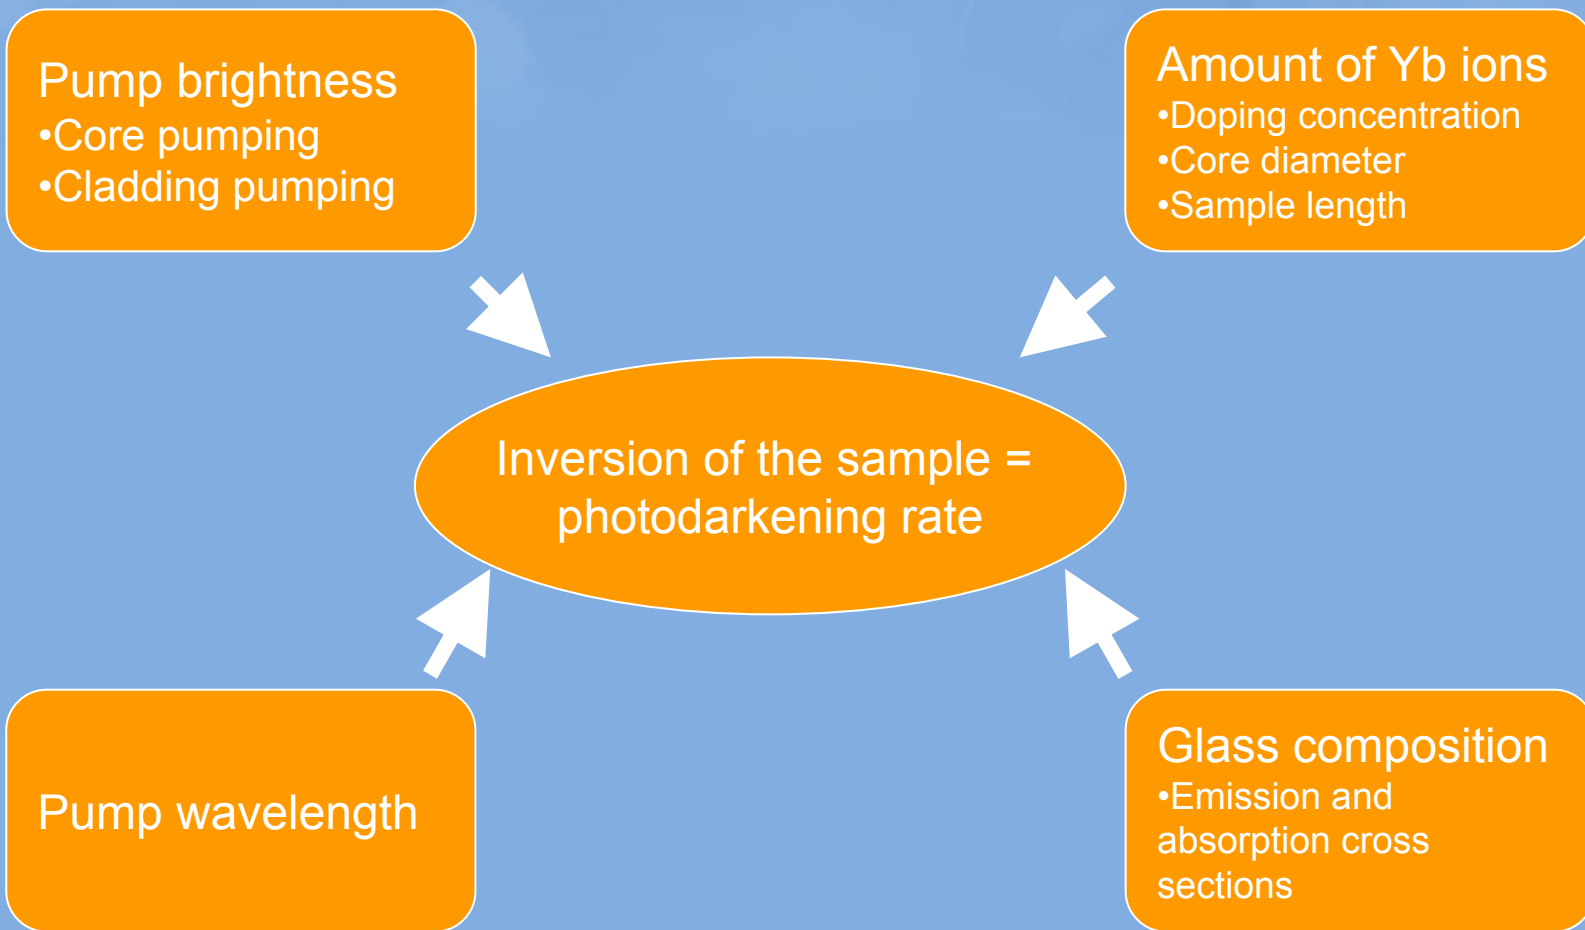 Pump brightness
•Core pumping
•Cladding pumping
Amount of Yb ions
•Doping concentration
•Core diameter
•Sample length
Inversion of the sample =
photodarkening rate
Pump wavelength
Glass composition
•Emission and
absorption cross
sections